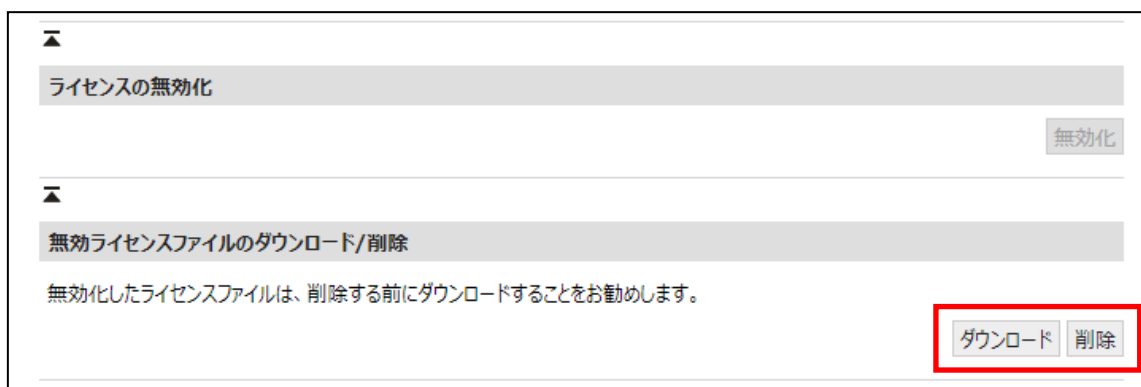 ライセンスの無効化
無効化
無効ライセンスファイルのダウンロード/削除
無効化したライセンスファイルは、削除する前にダウンロードすることをお勧めします。
ダウンロード 削除